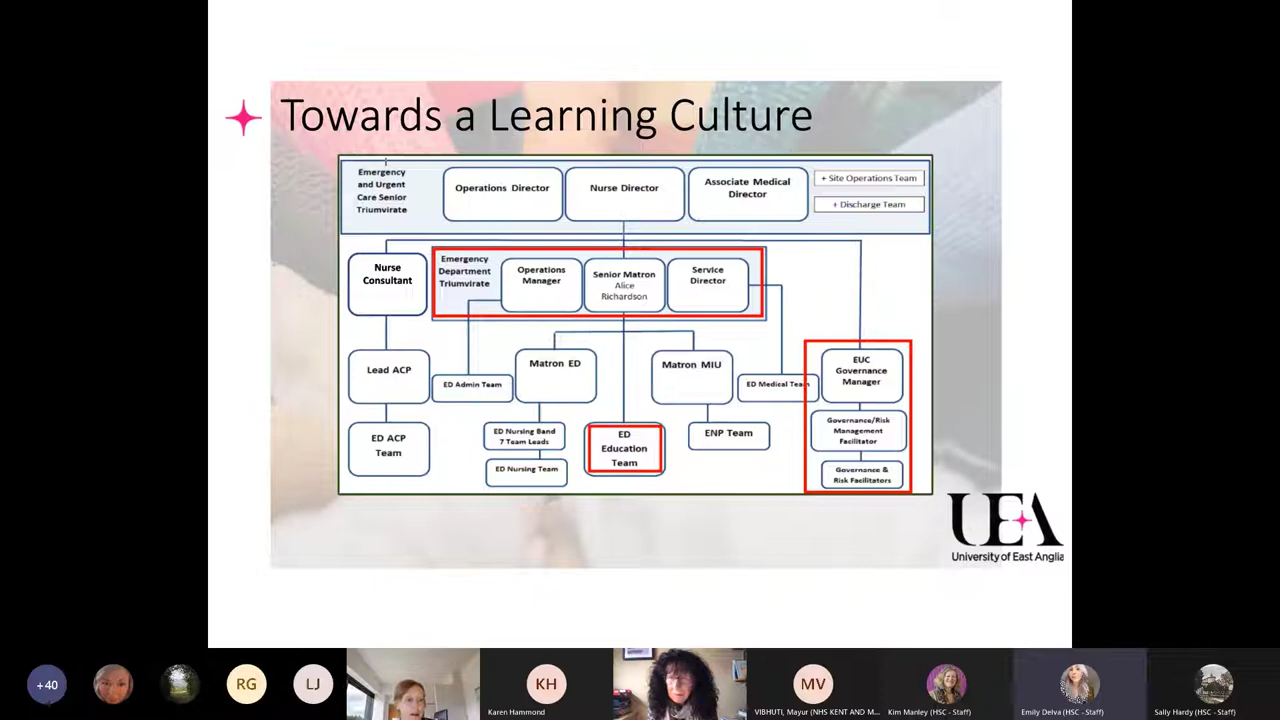 Towards a Learning Culture
Emergency
and Urgent
Care Senior
Triumvirate
Operations Director
Nurse Director
Associate Medical
Director
+ Site Operations Team
+ Discharge Team
Nurse
Consultant
Emergency
Department
Triumvirate
Operations
Manager
Senior Matron
Alice
Richardson
Service
Director
Lead ACP
ED Admin Team
Matron ED
Matron MIU
ED Medical Team
EUC
Governance
Manager
ED ACP
Team
ED Nursing Band
7 Team Leads
ED Nursing Team
ED
Education
Team
ENP Team
Governance/Risk
Management
Facilitator
Governance &
Risk Facilitators
UEA
University of East Anglia
+40
RG
LJ
KH
Karen Hammond
MV
VIBHUTI, Mayur (NHS KENT AND M...
Kim Manley (HSC - Staff)
Emily Delva (HSC - Staff)
Sally Hardy (HSC - Staff)